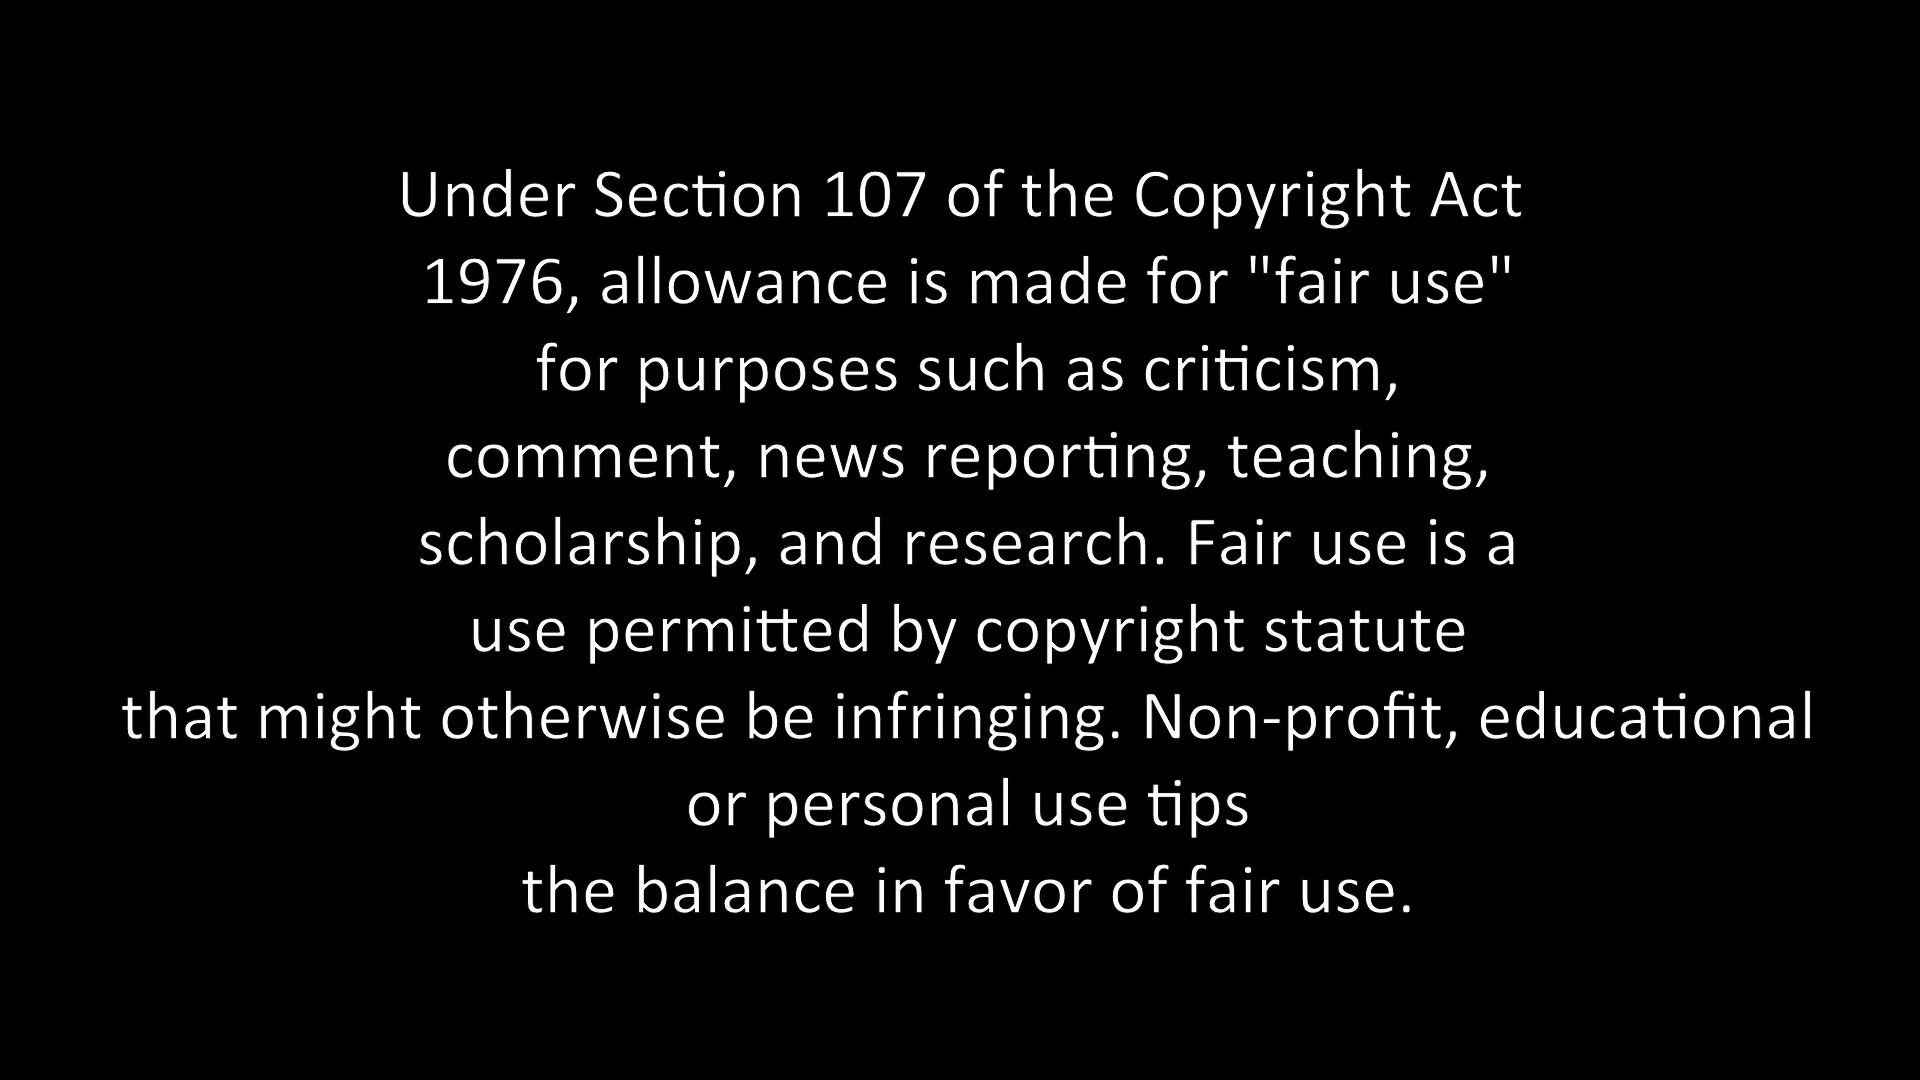 Under Section 107 of the Copyright Act
1976, allowance is made for "fair use"
for purposes such as criticism,
comment, news reporting, teaching,
scholarship, and research. Fair use is a
use permitted by copyright statute
that might otherwise be infringing. Non-profit, educational
or personal use tips
the balance in favor of fair use.